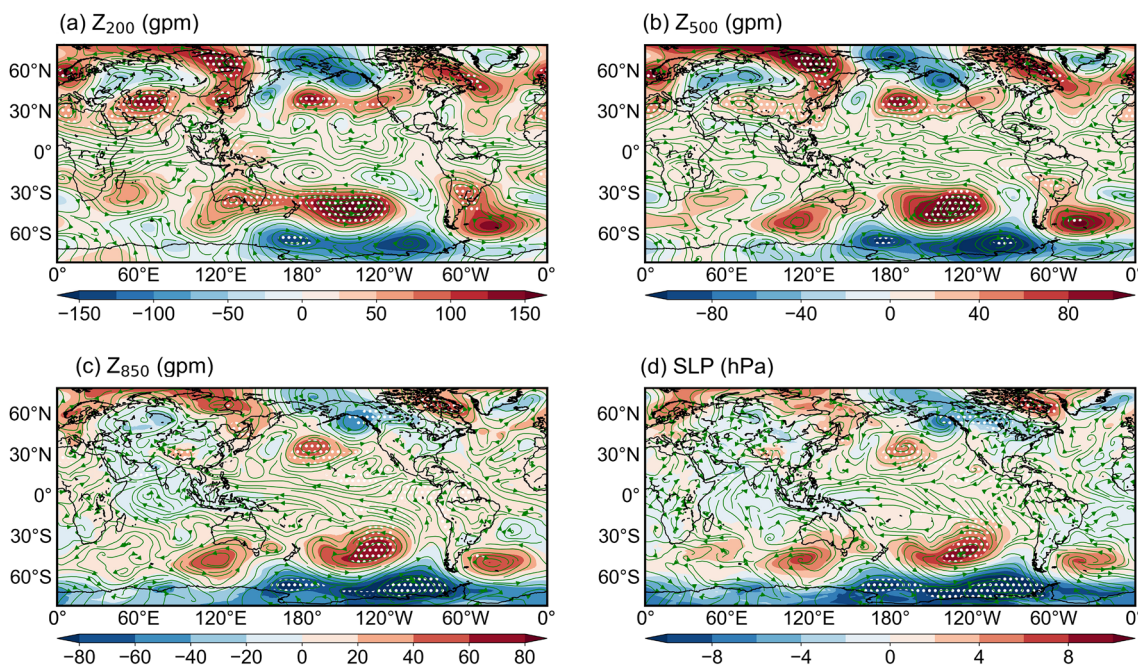 (a) Z₂₀₀ (gpm)
60°N
30°N
0°
30°S
60°S
0° 60°E 120°E 180° 120°W 60°W 0°
−150 −100 −50 0 50 100 150
(b) Z₅₀₀ (gpm)
60°N
30°N
0°
30°S
60°S
0° 60°E 120°E 180° 120°W 60°W 0°
−80 −40 0 40 80
(c) Z₈₅₀ (gpm)
60°N
30°N
0°
30°S
60°S
0° 60°E 120°E 180° 120°W 60°W 0°
−80 −60 −40 −20 0 20 40 60 80
(d) SLP (hPa)
60°N
30°N
0°
30°S
60°S
0° 60°E 120°E 180° 120°W 60°W 0°
−8 −4 0 4 8